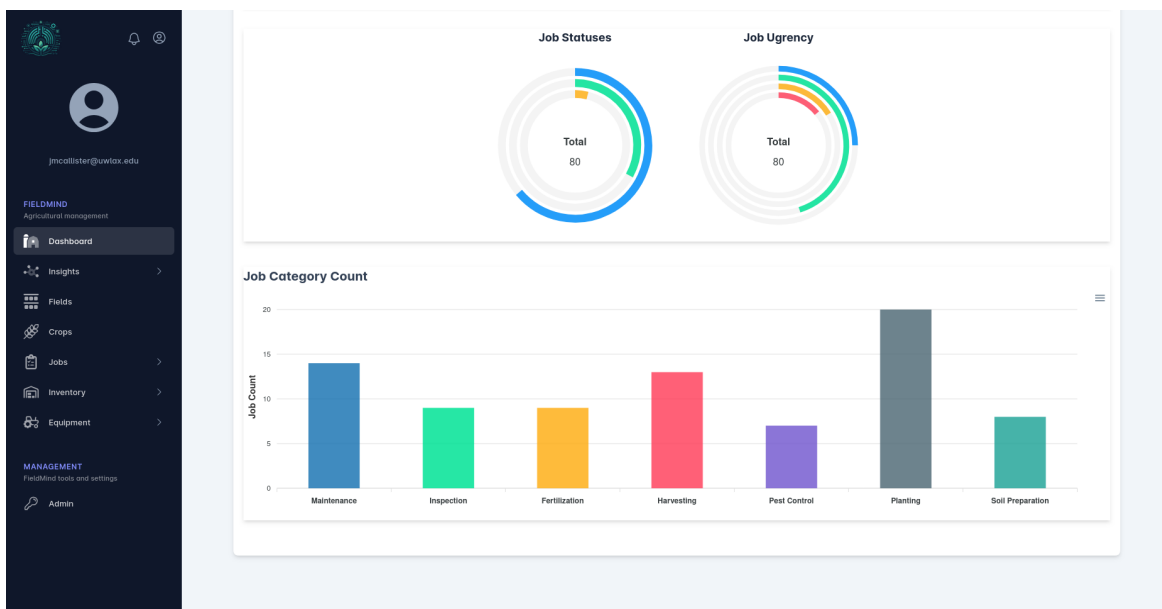 jmcallister@uwlax.edu
FIELDMIND
Agricultural management
Dashboard
Insights
Fields
Crops
Jobs
Inventory
Equipment
MANAGEMENT
FieldMind tools and settings
Admin
Job Statuses
Total
80
Job Ugrency
Total
80
Job Category Count
Job Count
20
15
10
5
0
Maintenance Inspection Fertilization Harvesting Pest Control Planting Soil Preparation